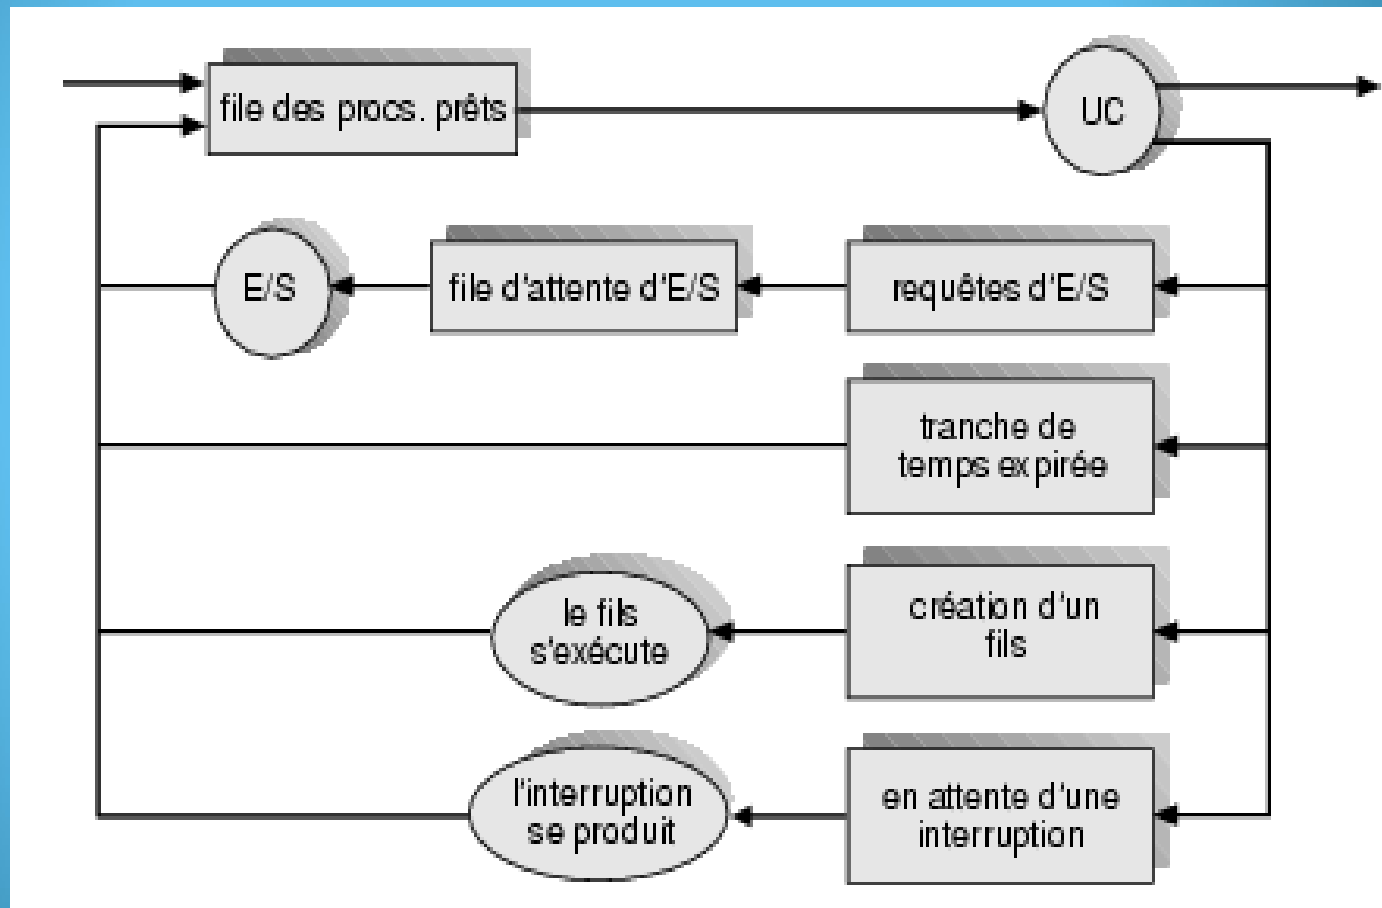 file des procs. prêts
UC
E/S
file d'attente d'E/S
requêtes d'E/S
tranche de
temps expirée
le fils
s'exécute
création d'un
fils
l'interruption
se produit
en attente d'une
interruption